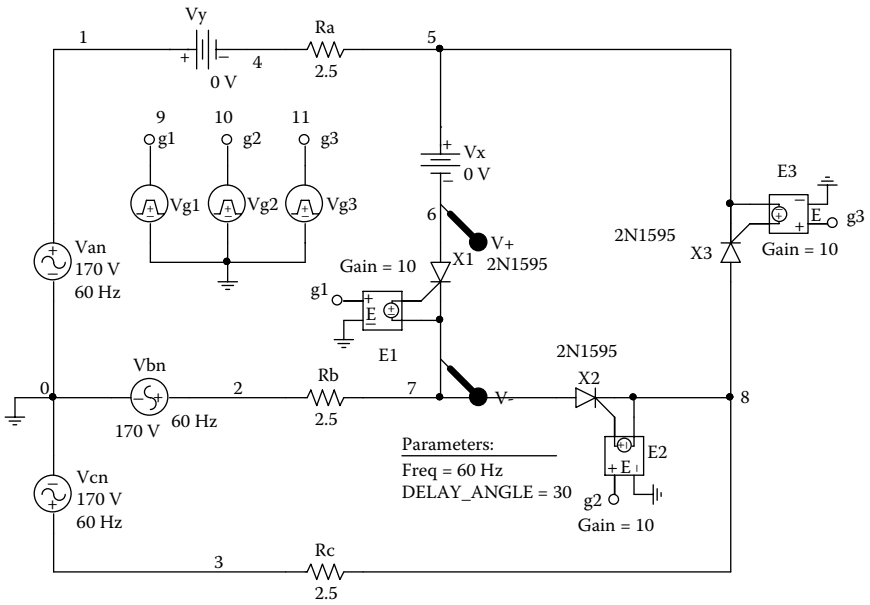 Vy
1
+ −
4
0 V
Ra
2.5
5
9
10
11
g1
g2
g3
Vg1
Vg2
Vg3
+
Vx
0 V
−
6
V+
2N1595
X1
Gain = 10
g1
+
E
−
E1
E3
−
E
+
g3
Gain = 10
2N1595
X3
Van
170 V
60 Hz
Vbn
0
2
60 Hz
170 V
Rb
2.5
7
V-
2N1595
X2
8
E2
+ E −
g2
Gain = 10
Parameters:
Freq = 60 Hz
DELAY_ANGLE = 30
Vcn
170 V
60 Hz
3
Rc
2.5